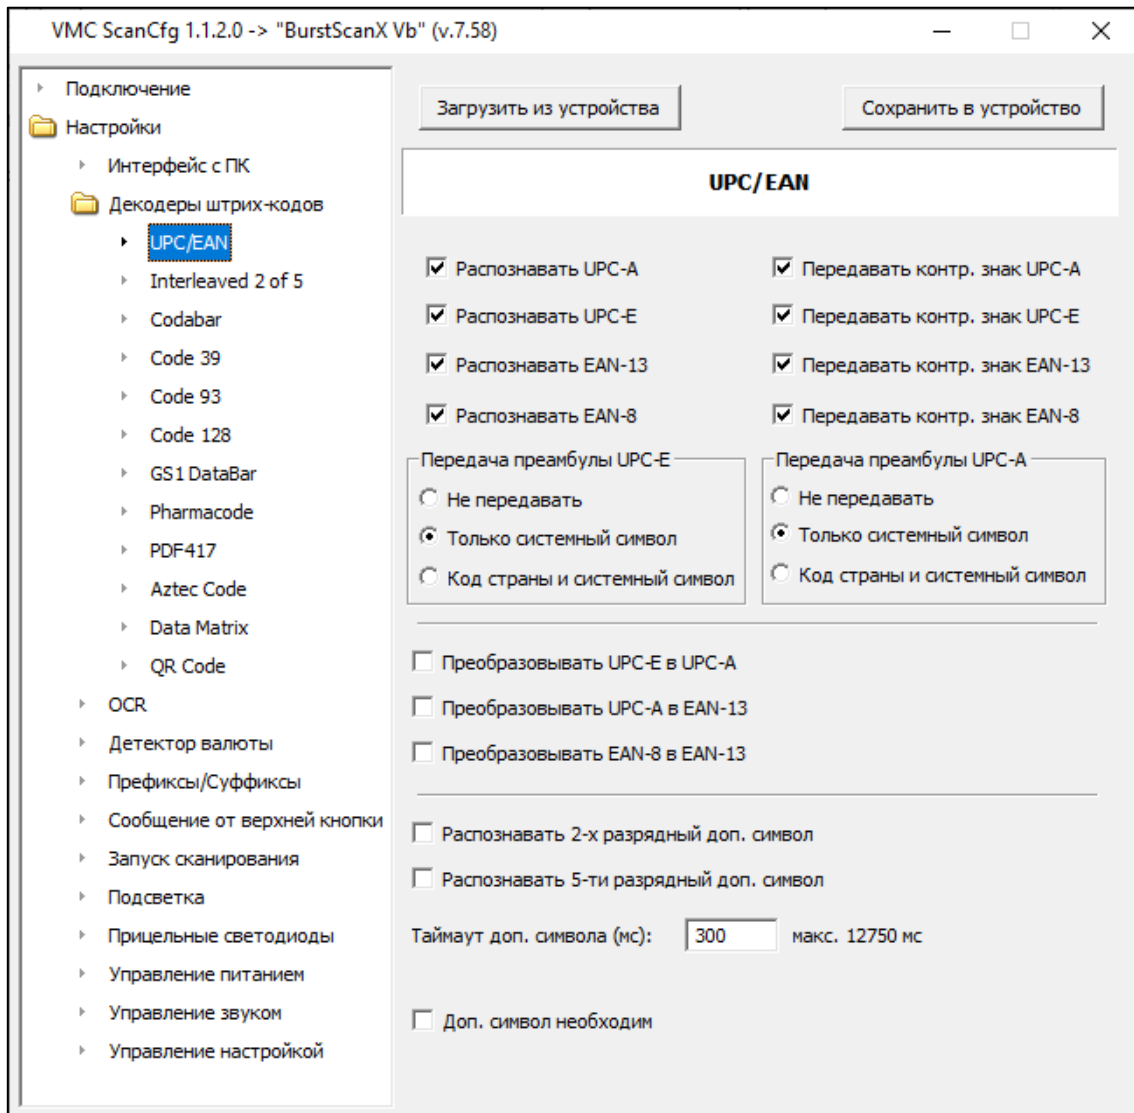 VMC ScanCfg 1.1.2.0 -> "BurstScanX Vb" (v.7.58)
Подключение
Настройки
Интерфейс с ПК
Декодеры штрих-кодов
UPC/EAN
Interleaved 2 of 5
Codabar
Code 39
Code 93
Code 128
GS1 DataBar
Pharmacode
PDF417
Aztec Code
Data Matrix
QR Code
OCR
Детектор валюты
Префиксы/Суффиксы
Сообщение от верхней кнопки
Запуск сканирования
Подсветка
Прицельные светодиоды
Управление питанием
Управление звуком
Управление настройкой
Загрузить из устройства
Сохранить в устройство
UPC/EAN
Распознавать UPC-A
Передавать контр. знак UPC-A
Распознавать UPC-E
Передавать контр. знак UPC-E
Распознавать EAN-13
Передавать контр. знак EAN-13
Распознавать EAN-8
Передавать контр. знак EAN-8
Передача преамбулы UPC-E
Не передавать
Только системный символ
Код страны и системный символ
Передача преамбулы UPC-A
Не передавать
Только системный символ
Код страны и системный символ
Преобразовывать UPC-E в UPC-A
Преобразовывать UPC-A в EAN-13
Преобразовывать EAN-8 в EAN-13
Распознавать 2-х разрядный доп. символ
Распознавать 5-ти разрядный доп. символ
Таймаут доп. символа (мс): 300 макс. 12750 мс
Доп. символ необходим